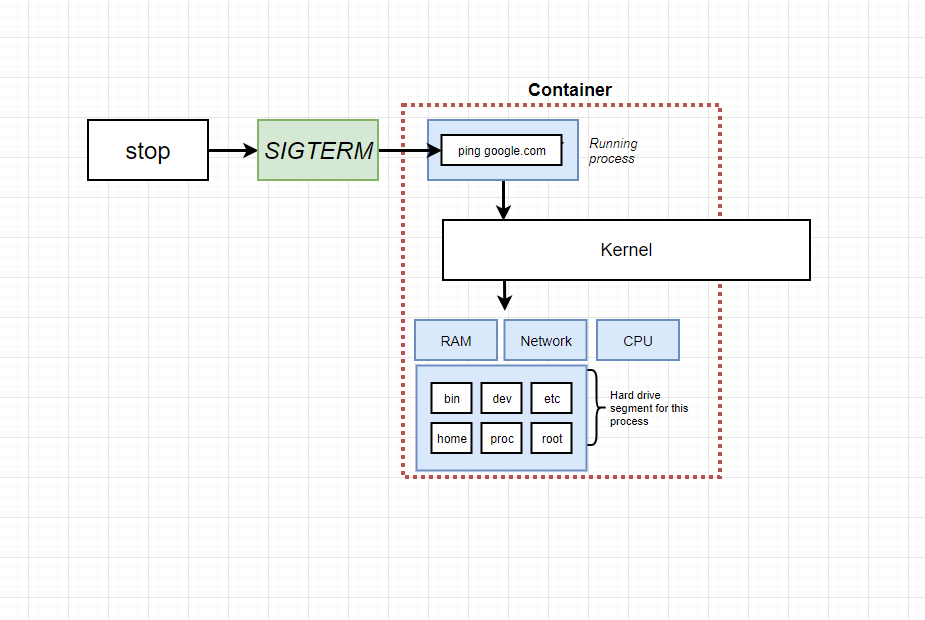 Container
stop
SIGTERM
ping google.com
Running
process
Kernel
RAM
Network
CPU
bin
dev
etc
home
proc
root
Hard drive
segment for this
process